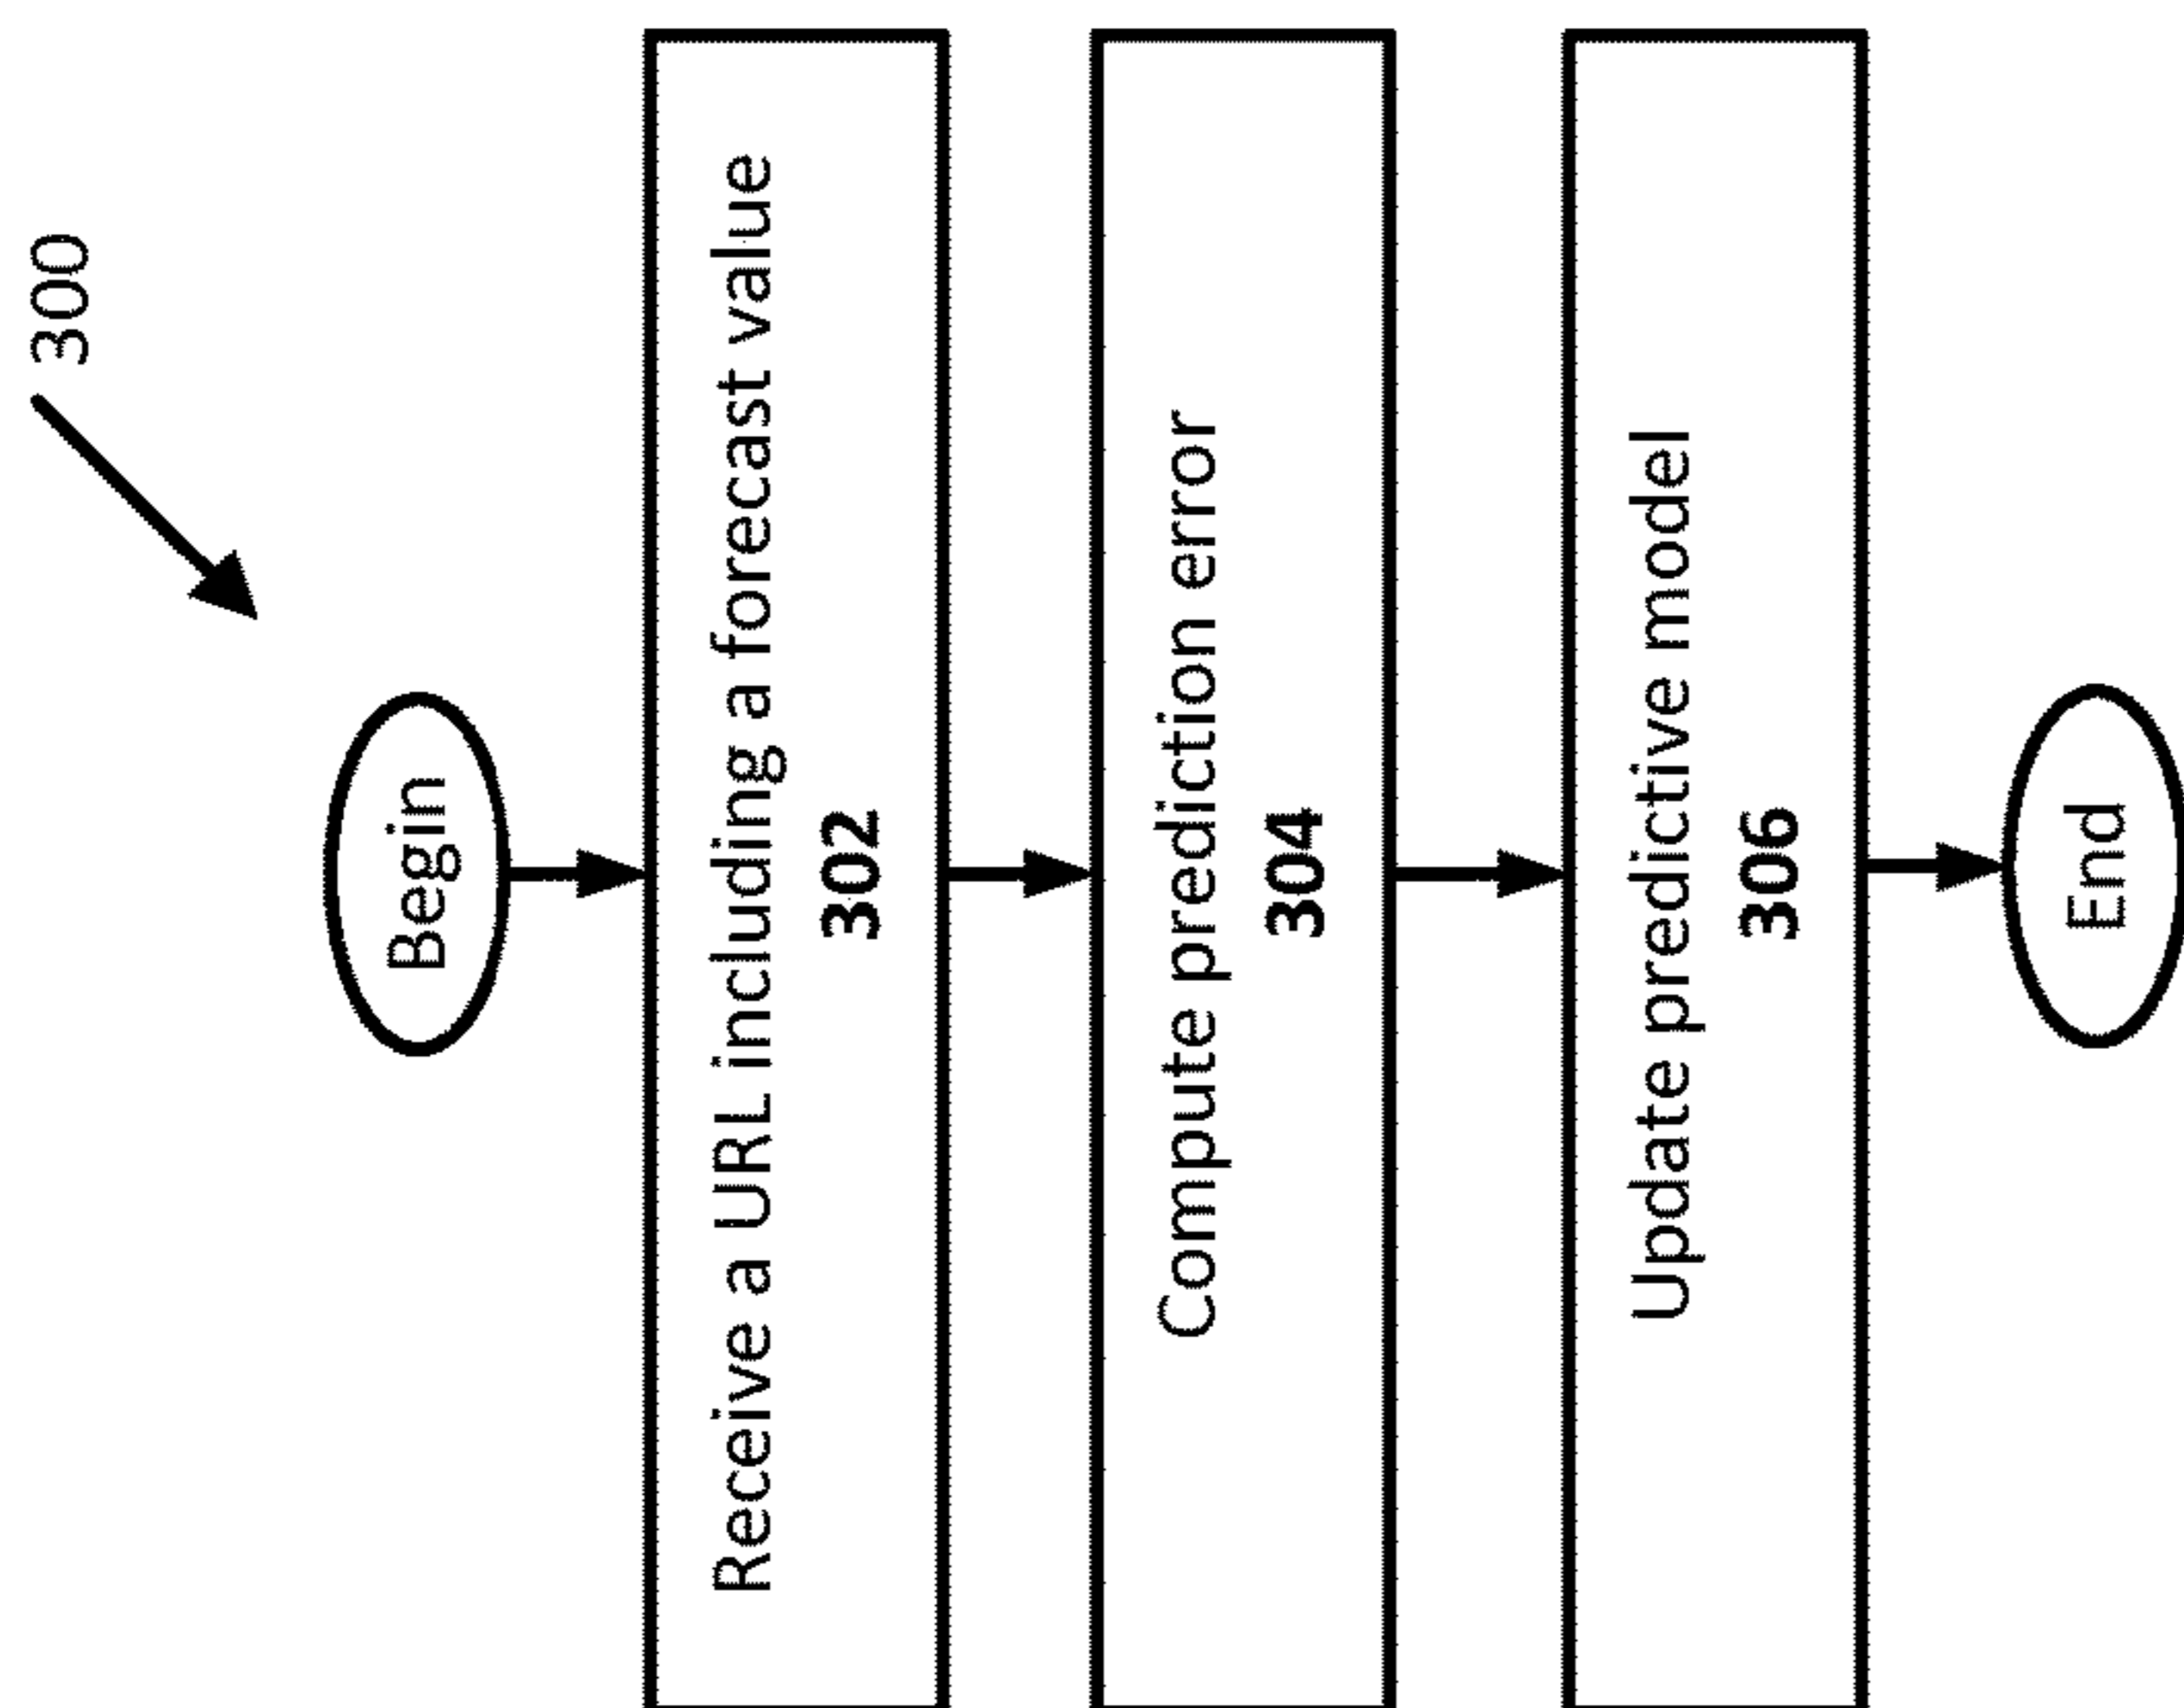 300
Begin
Receive a URL including a forecast value
302
Compute prediction error
304
Update predictive model
306
End